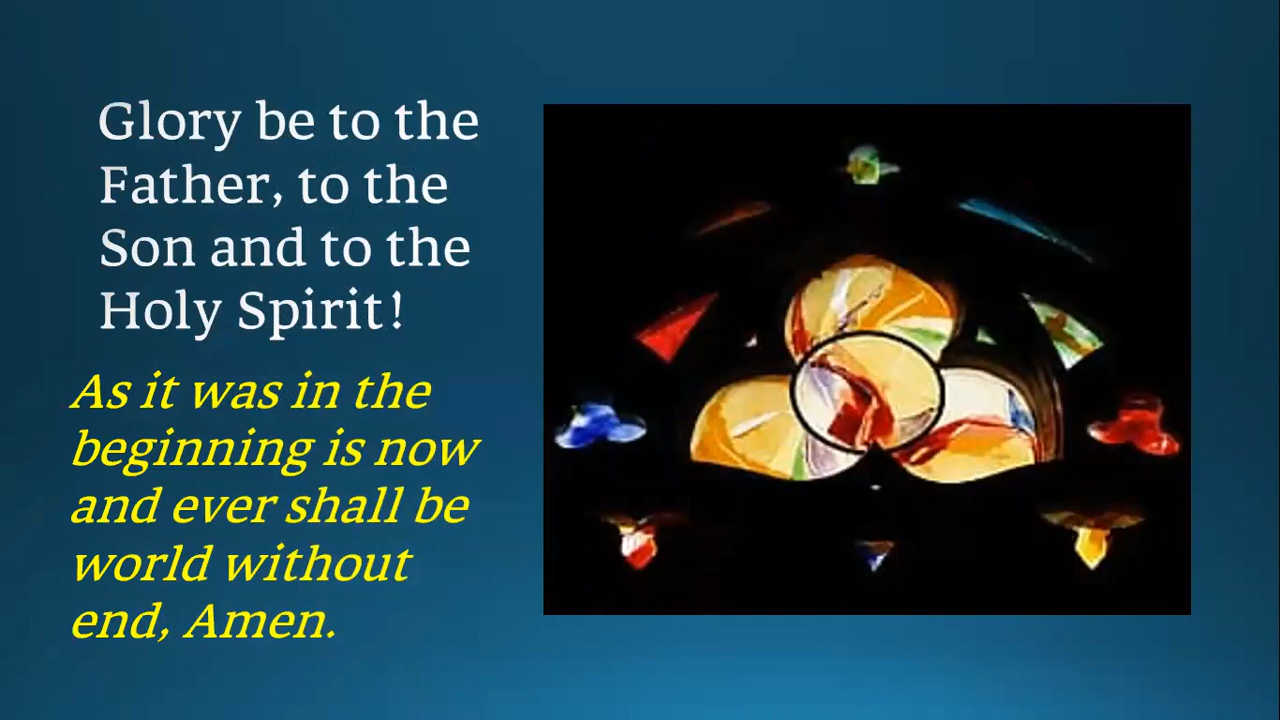 Glory be to the
Father, to the
Son and to the
Holy Spirit!
As it was in the
beginning is now
and ever shall be
world without
end, Amen.